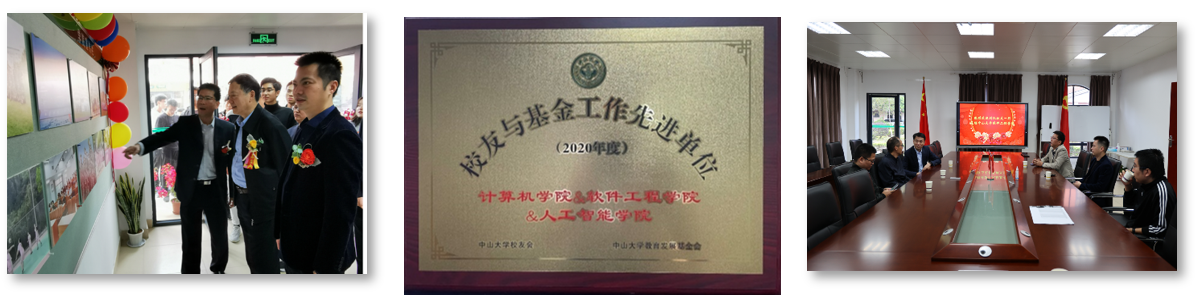 校友与基金工作先进单位
(2020年度)
计算机学院&软件工程学院
&人工智能学院
中山大学校友会 中山大学教育发展基金会